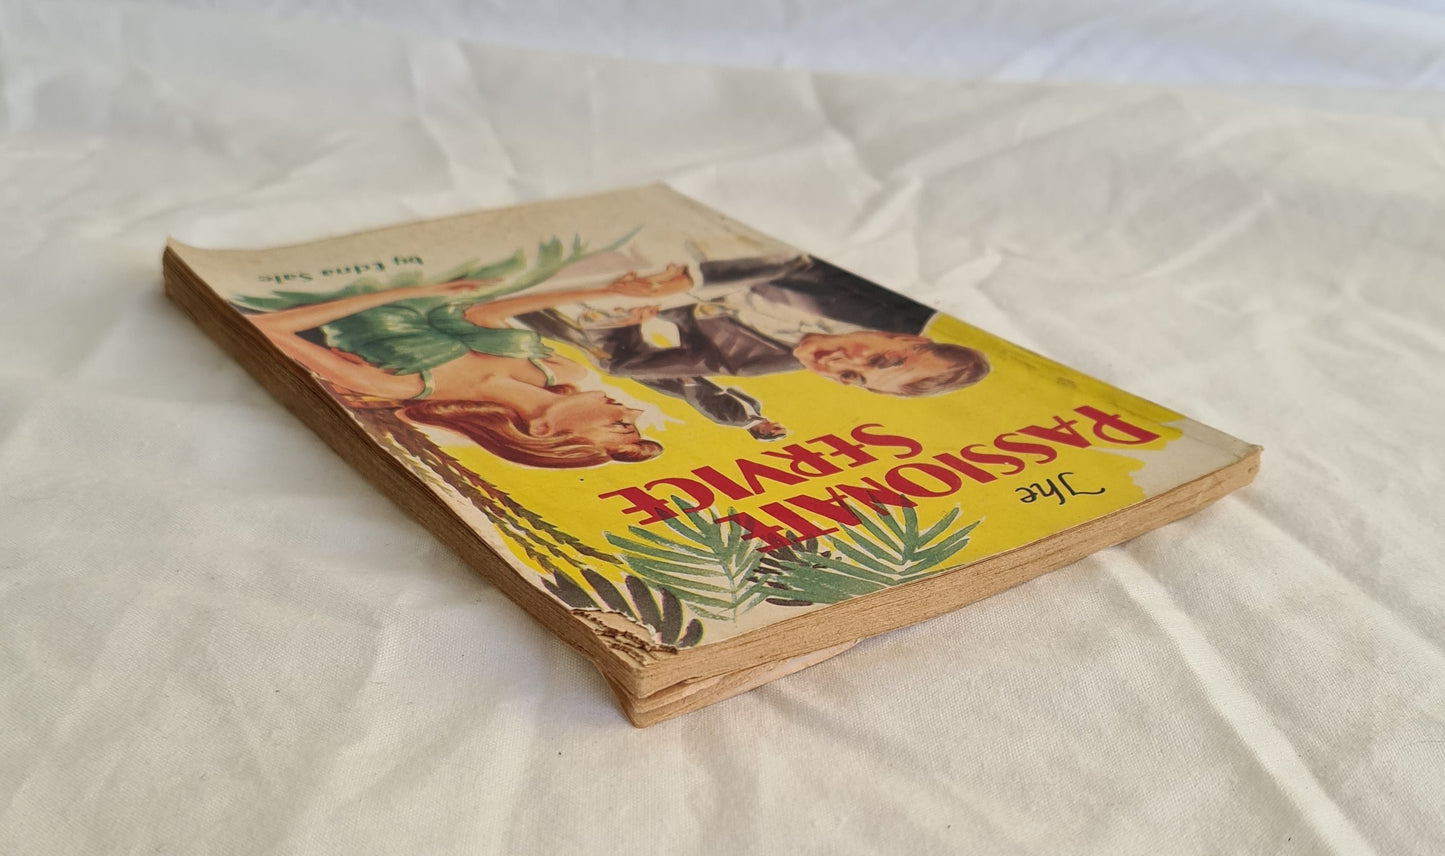 The
PASSIONATE
SERVICE
by Edna Sale